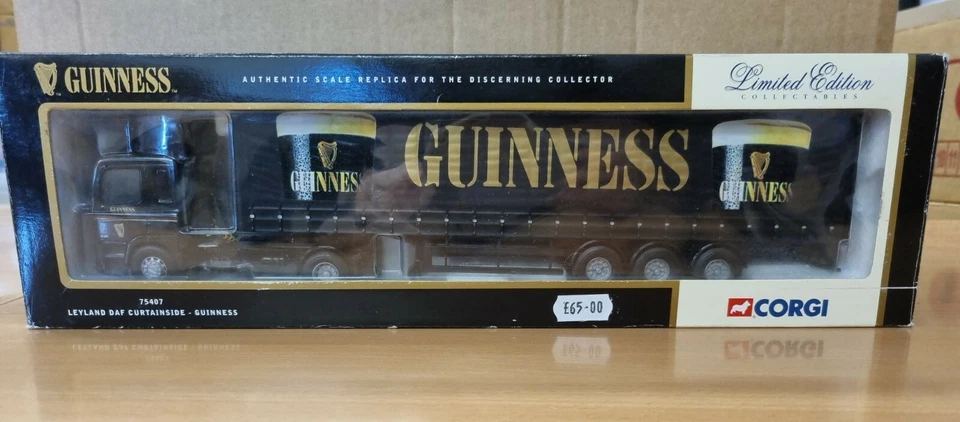 GUINNESS
AUTHENTIC SCALE REPLICA FOR THE DISCERNING COLLECTOR
Limited Edition
COLLECTABLES
GUINNESS
GUINNESS
GUINNESS
GUINNESS
75407
LEYLAND DAF CURTAINSIDE - GUINNESS
£65-00
CORGI